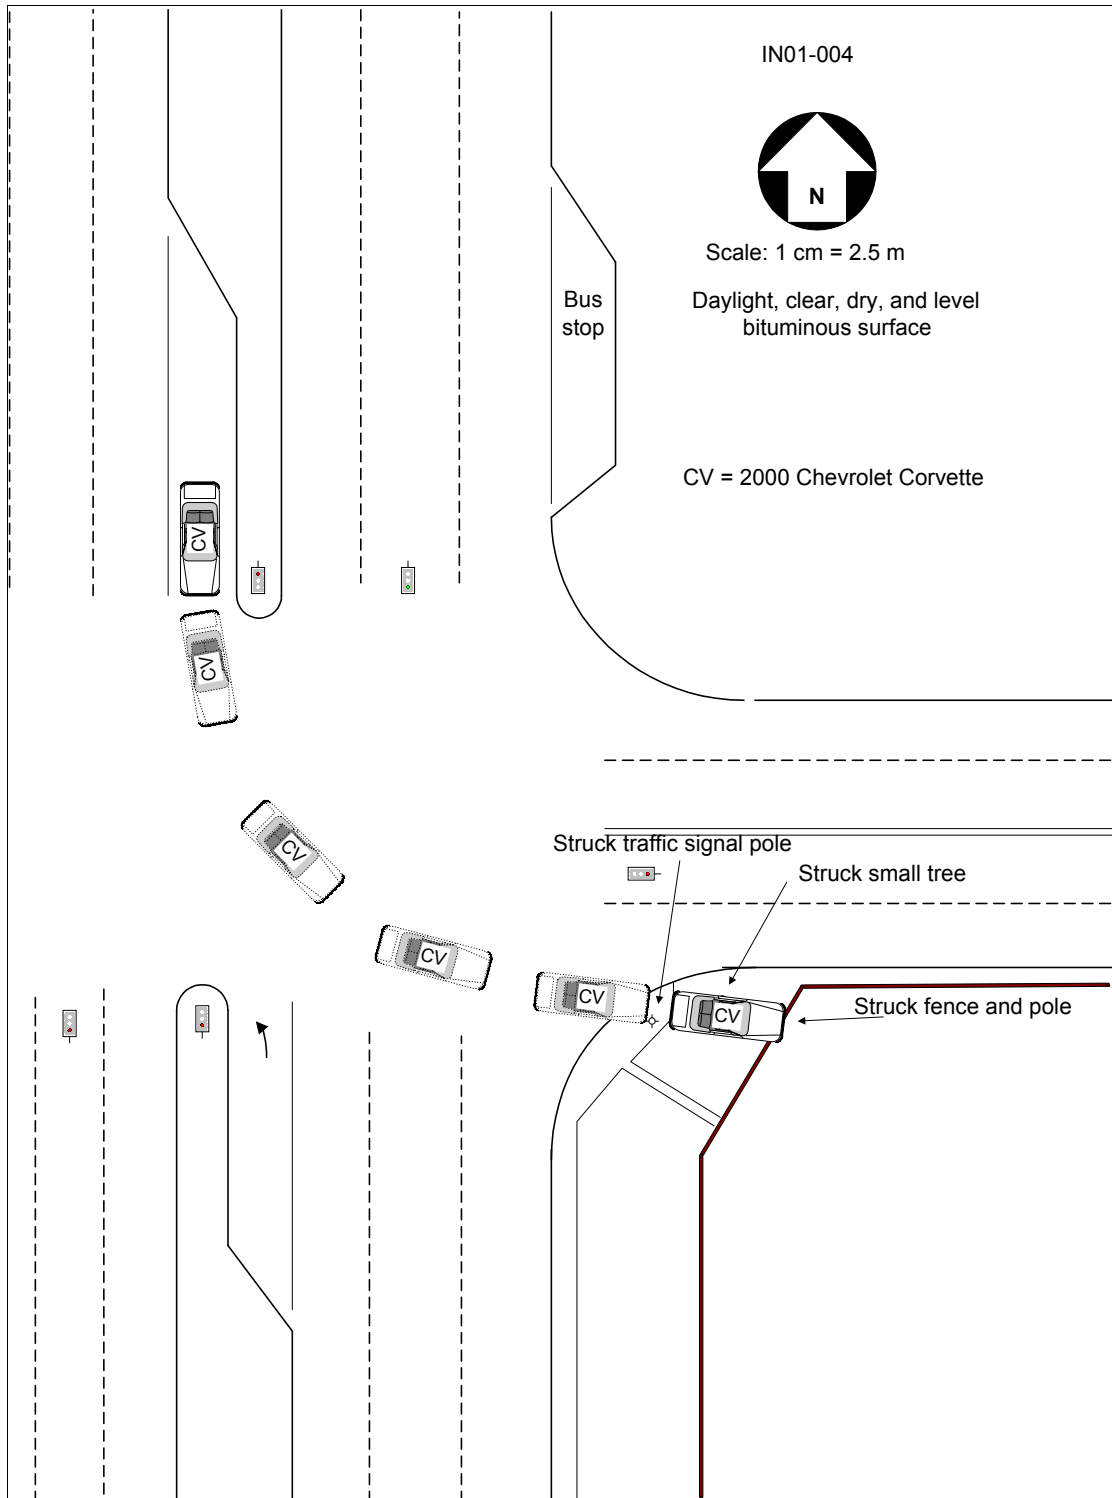 IN01-004
N
Scale: 1 cm = 2.5 m
Bus
stop
Daylight, clear, dry, and level
bituminous surface
CV = 2000 Chevrolet Corvette
CV
CV
CV
Struck traffic signal pole
Struck small tree
CV
CV
CV
Struck fence and pole